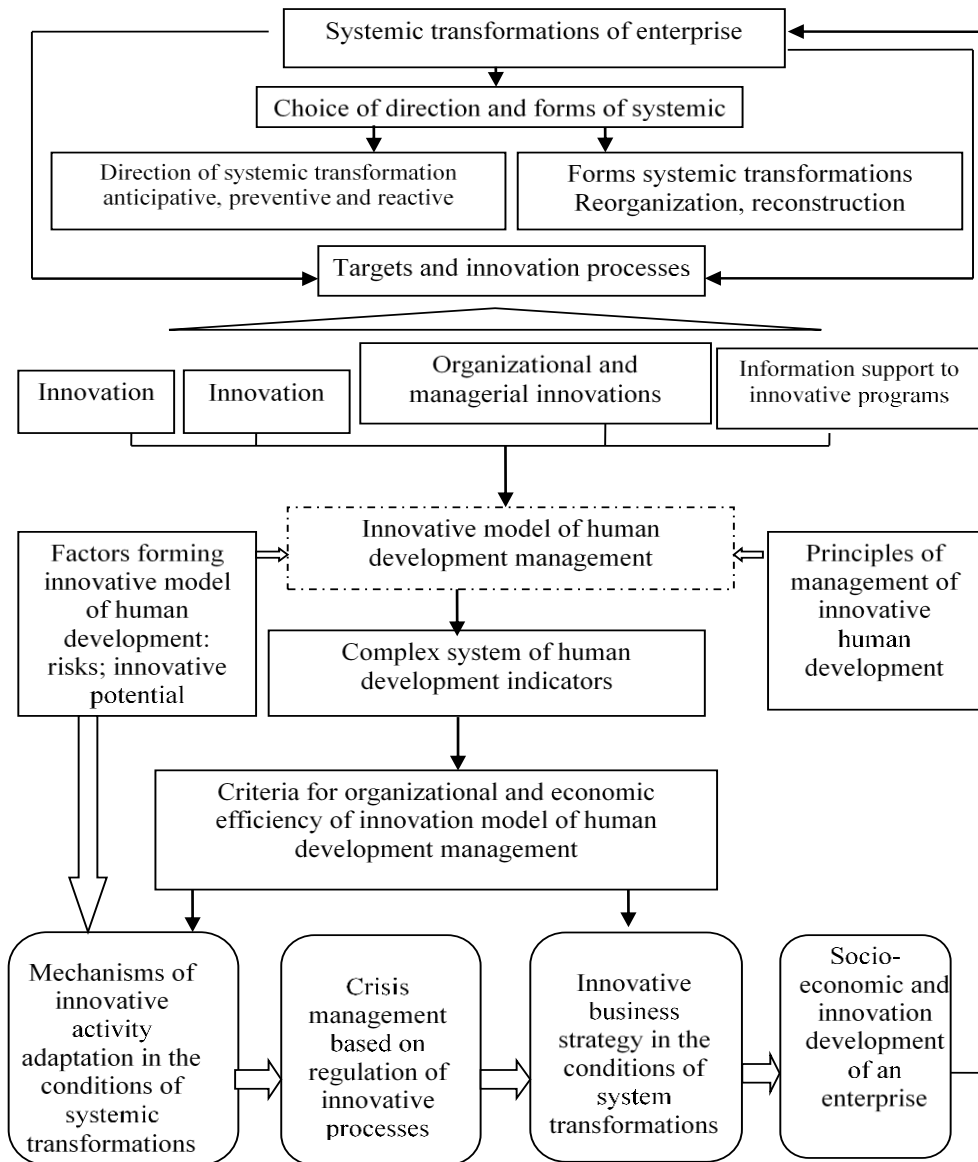 Systemic transformations of enterprise
Choice of direction and forms of systemic
Direction of systemic transformation
anticipative, preventive and reactive
Forms systemic transformations
Reorganization, reconstruction
Targets and innovation processes
Innovation
Innovation
Organizational and
managerial innovations
Information support to
innovative programs
Innovative model of human
development management
Factors forming
innovative model
of human
development:
risks; innovative
potential
Principles of
management of
innovative
human
development
Complex system of human
development indicators
Criteria for organizational and economic
efficiency of innovation model of human
development management
Mechanisms of
innovative
activity
adaptation in the
conditions of
systemic
transformations
Crisis
management
based on
regulation of
innovative
processes
Innovative
business
strategy in the
conditions of
system
transformations
Socio-
economic and
innovation
development
of an
enterprise